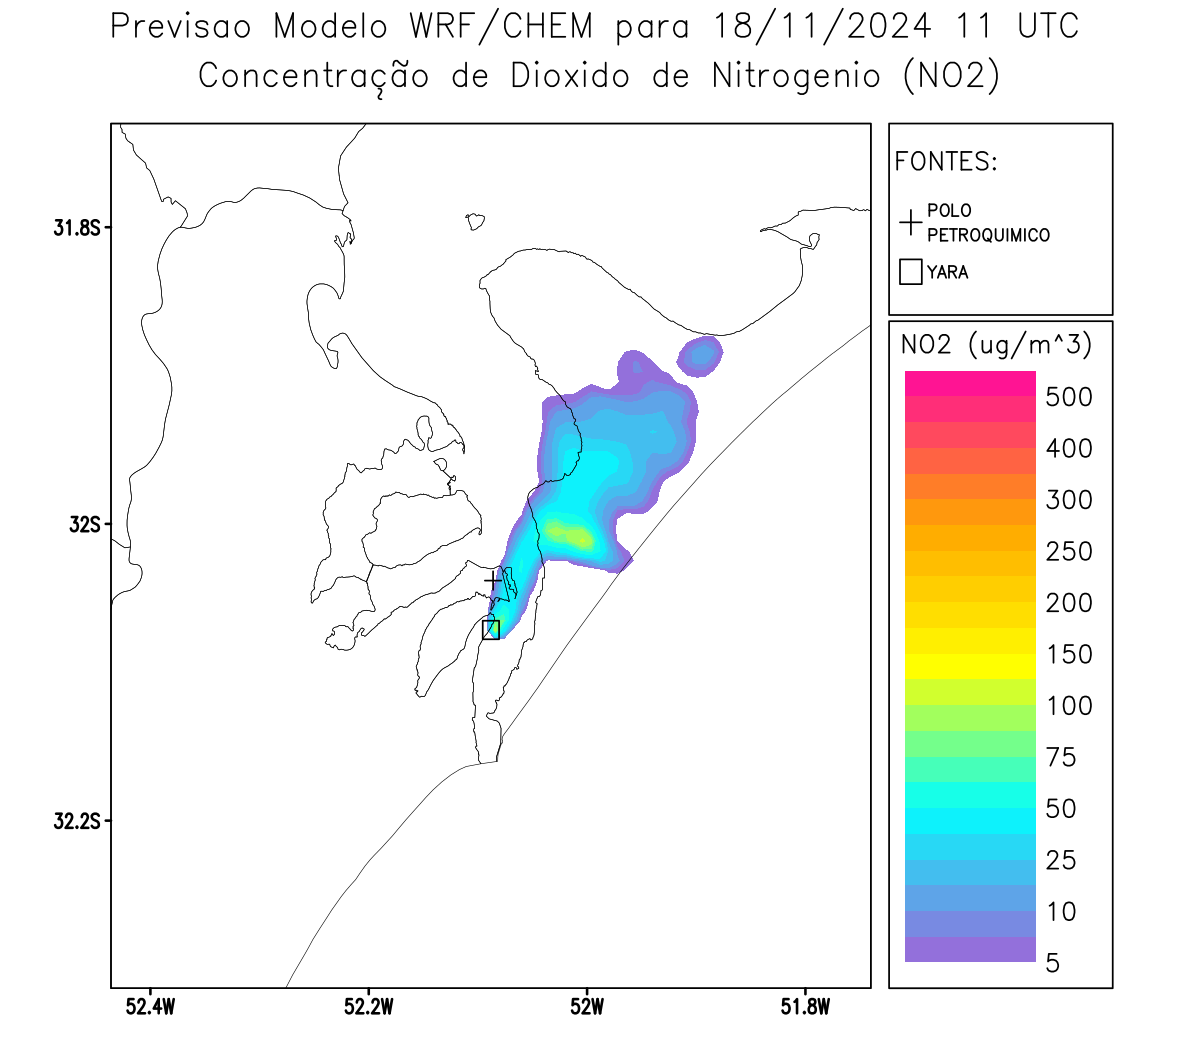 Previsao Modelo WRF/CHEM para 18/11/2024 11 UTC
Concentração de Dioxido de Nitrogenio (NO2)
FONTES:
POLO
PETROQUIMICO
YARA
NO2 (ug/m^3)
500
400
300
250
200
150
100
75
50
25
10
5
31.8S
32S
32.2S
52.4W
52.2W
52W
51.8W